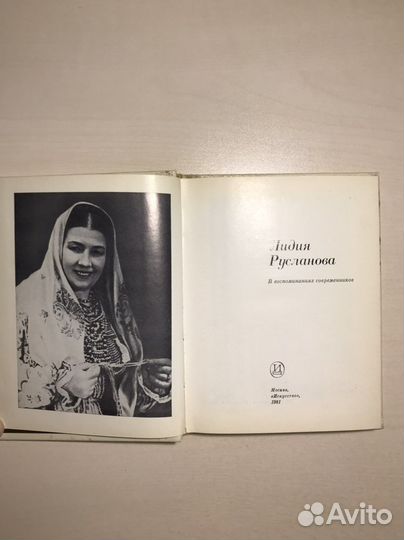 Лидия
Русланова
В воспоминаниях современников
И
Москва,
«Искусство»,
1981
Avito